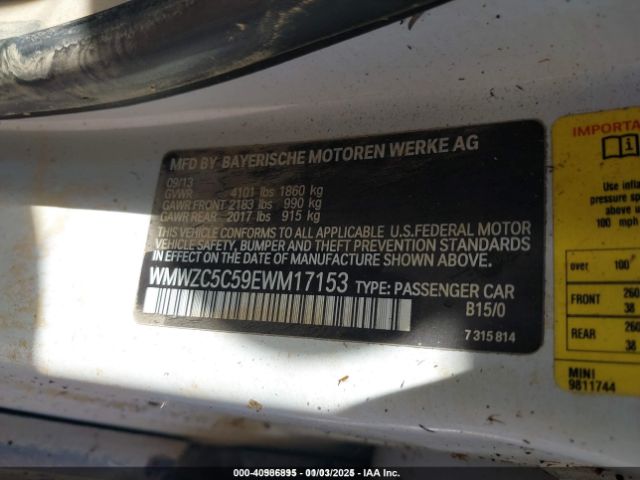 MFD BY BAYERISCHE MOTOREN WERKE AG
09/13
GVWR 4101 lbs 1860 kg
GAWR FRONT 2183 lbs 990 kg
GAWR REAR 2017 lbs 915 kg
THIS VEHICLE CONFORMS TO ALL APPLICABLE U.S.FEDERAL MOTOR
VEHICLE SAFETY, BUMPER AND THEFT PREVENTION STANDARDS
IN EFFECT ON THE DATE OF MANUFACTURE SHOWN ABOVE.
WMWZC5C59EWM17153 TYPE: PASSENGER CAR
B15/0
7 315 814
IMPORTA
Use infla
pressure sp
above u
100 mph
over 100
FRONT 260
38
REAR 260
38
MINI
9811744
000-40986895 - 01/03/2025 - IAA Inc.